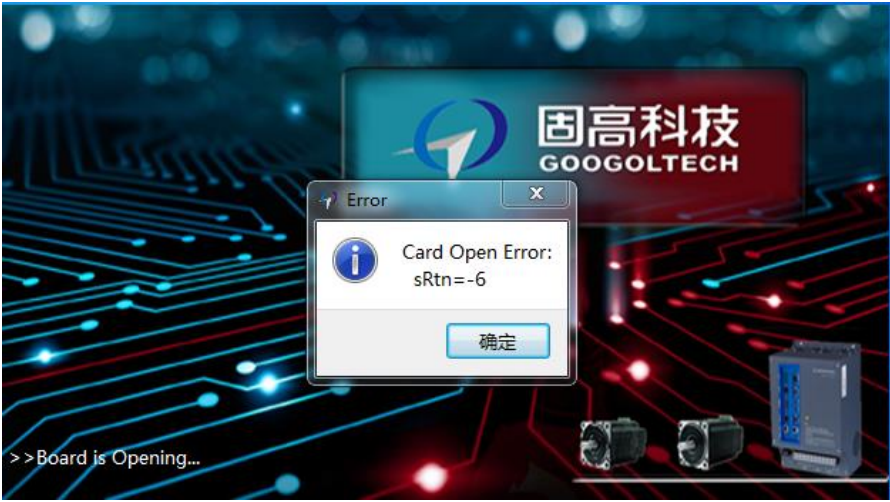 固高科技
GOOGOLTECH
Error
Card Open Error:
sRtn=-6
确定
>>Board is Opening...